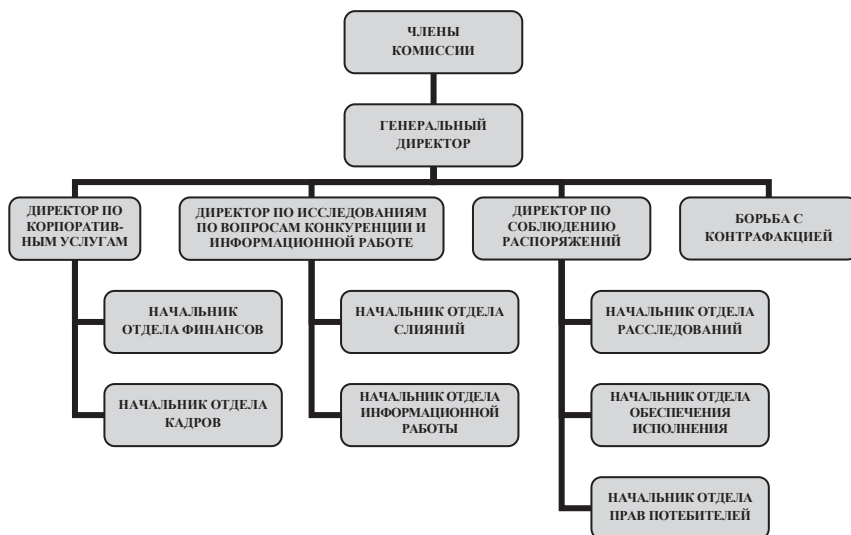 ЧЛЕНЫ
КОМИССИИ
ГЕНЕРАЛЬНЫЙ
ДИРЕКТОР
ДИРЕКТОР ПО
КОРПОРАТИВ-
НЫМ УСЛУГАМ
ДИРЕКТОР ПО ИССЛЕДОВАНИЯМ
ПО ВОПРОСАМ КОНКУРЕНЦИИ И
ИНФОРМАЦИОННОЙ РАБОТЕ
ДИРЕКТОР ПО
СОБЛЮДЕНИЮ
РАСПОРЯЖЕНИЙ
БОРЬБА С
КОНТРАФАКЦИЕЙ
НАЧАЛЬНИК
ОТДЕЛА ФИНАНСОВ
НАЧАЛЬНИК ОТДЕЛА
СЛИЯНИЙ
НАЧАЛЬНИК ОТДЕЛА
РАССЛЕДОВАНИЙ
НАЧАЛЬНИК ОТДЕЛА
КАДРОВ
НАЧАЛЬНИК ОТДЕЛА
ИНФОРМАЦИОННОЙ
РАБОТЫ
НАЧАЛЬНИК ОТДЕЛА
ОБЕСПЕЧЕНИЯ
ИСПОЛНЕНИЯ
НАЧАЛЬНИК ОТДЕЛА
ПРАВ ПОТЕБИТЕЛЕЙ